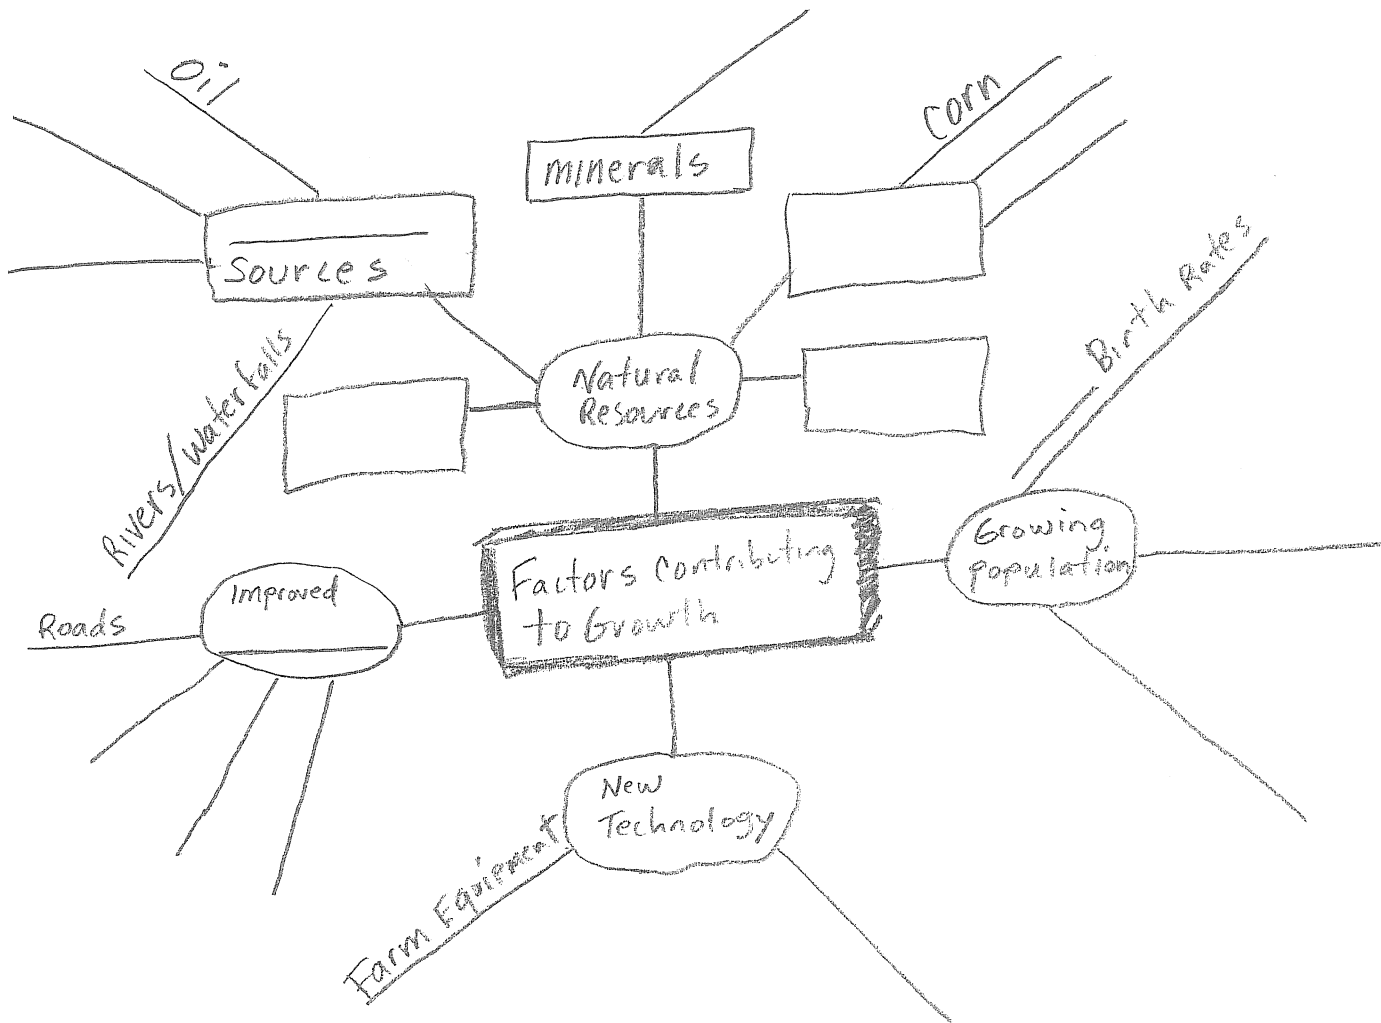 Oil
Corn
minerals
Sources
Birth Rates
Rivers/Waterfalls
Natural
Resources
Growing
population
Factors Contributing
to Growth
Improved
Roads
New
Technology
Farm Equiement